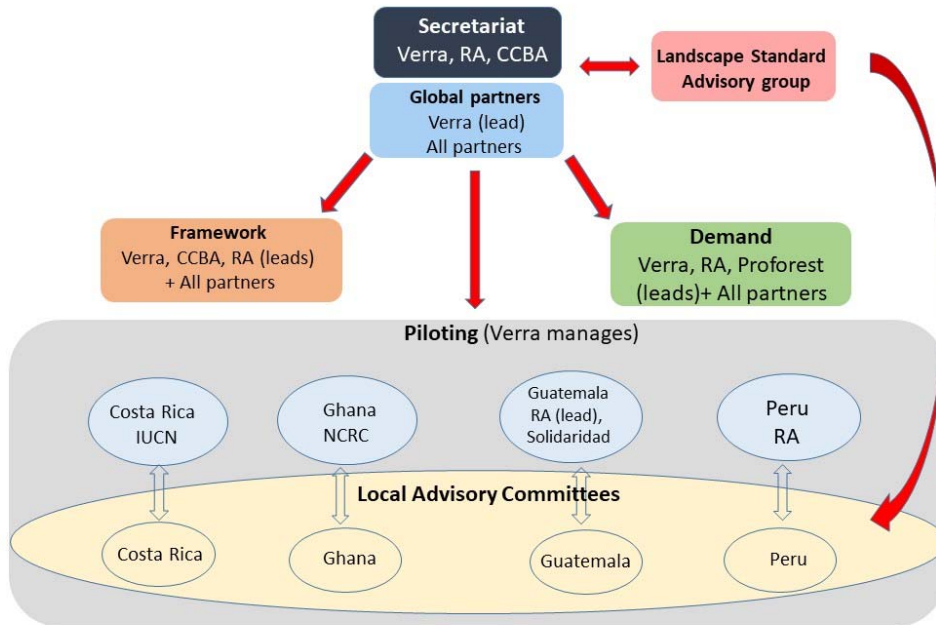 Secretariat
Verra, RA, CCBA
Landscape Standard
Advisory group
Global partners
Verra (lead)
All partners
Framework
Verra, CCBA, RA (leads)
+ All partners
Demand
Verra, RA, Proforest
(leads)+ All partners
Piloting (Verra manages)
Costa Rica
IUCN
Ghana
NCRC
Guatemala
RA (lead),
Solidaridad
Peru
RA
Local Advisory Committees
Costa Rica
Ghana
Guatemala
Peru